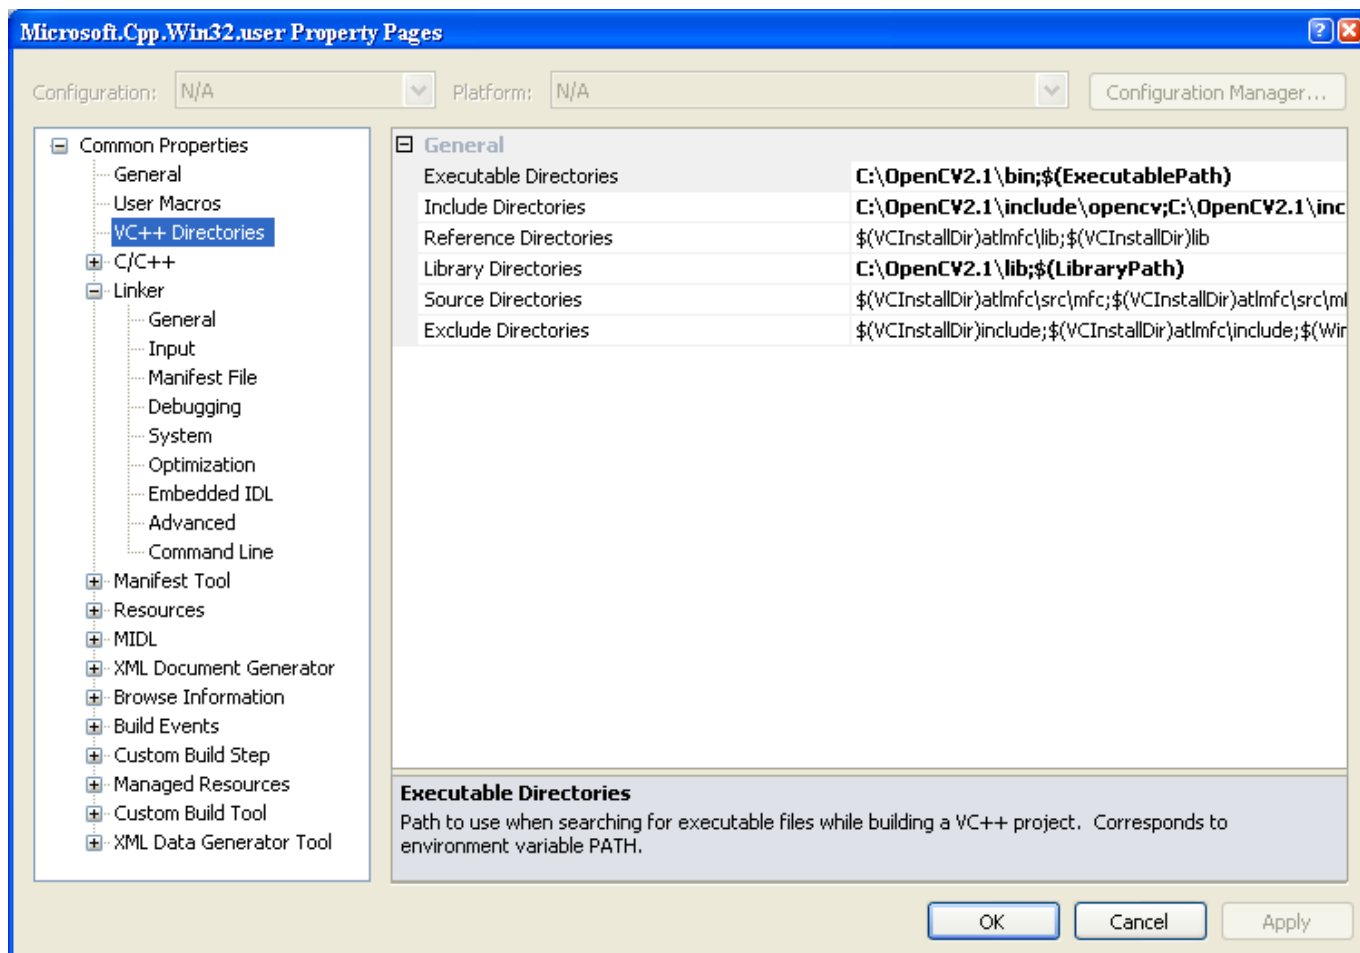 Microsoft.Cpp.Win32.user Property Pages
Configuration: N/A Platform: N/A Configuration Manager...
Common Properties
General
User Macros
VC++ Directories
C/C++
Linker
General
Input
Manifest File
Debugging
System
Optimization
Embedded IDL
Advanced
Command Line
Manifest Tool
Resources
MIDL
XML Document Generator
Browse Information
Build Events
Custom Build Step
Managed Resources
Custom Build Tool
XML Data Generator Tool
General
Executable Directories C:\OpenCV2.1\bin;$(ExecutablePath)
Include Directories C:\OpenCV2.1\include\opencv;C:\OpenCV2.1\inc
Reference Directories $(VCInstallDir)atlmfc\lib;$(VCInstallDir)lib
Library Directories C:\OpenCV2.1\lib;$(LibraryPath)
Source Directories $(VCInstallDir)atlmfc\src\mfc;$(VCInstallDir)atlmfc\src\m
Exclude Directories $(VCInstallDir)include;$(VCInstallDir)atlmfc\include;$(Win
Executable Directories
Path to use when searching for executable files while building a VC++ project. Corresponds to
environment variable PATH.
OK Cancel Apply